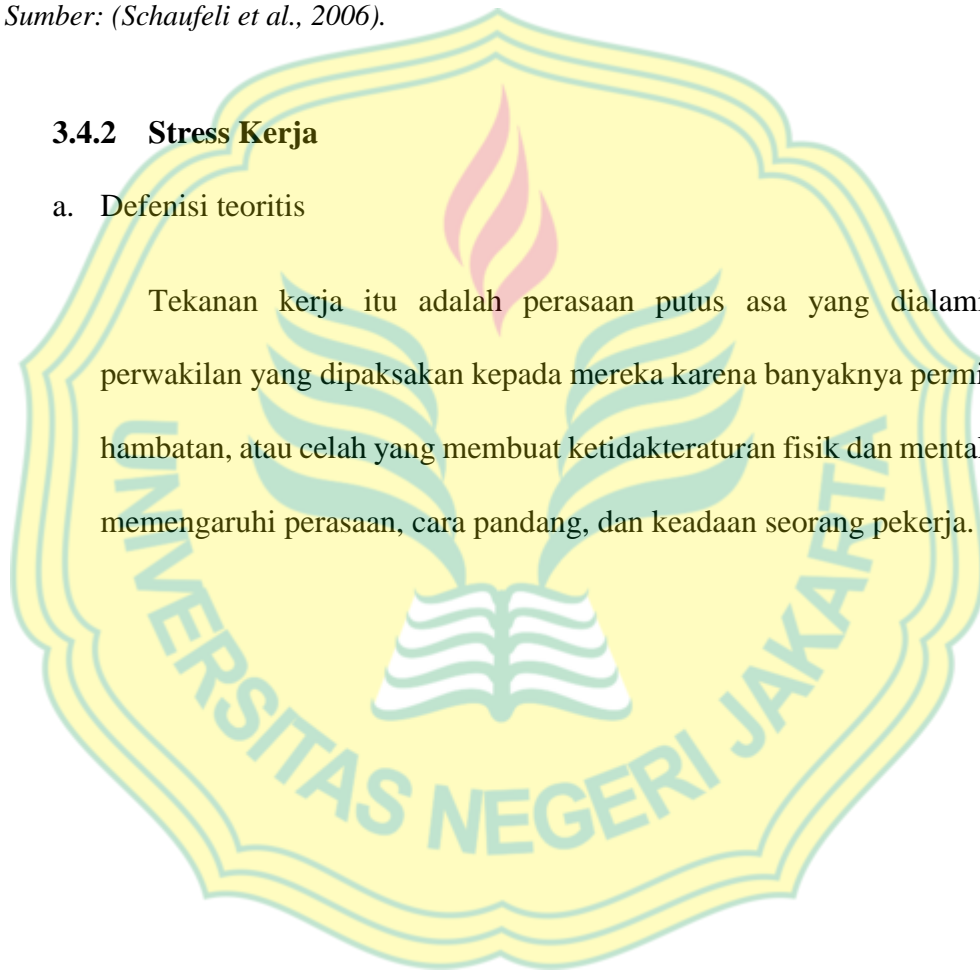 Sumber: (Schaufeli et al., 2006).
3.4.2 Stress Kerja
a. Defenisi teoritis
Tekanan kerja itu adalah perasaan putus asa yang dialami
perwakilan yang dipaksakan kepada mereka karena banyaknya
hambatan, atau celah yang membuat ketidakteraturan fisik dan mental
memengaruhi perasaan, cara pandang, dan keadaan seorang pekerja.
UNIVERSITAS NEGERI JAKARTA